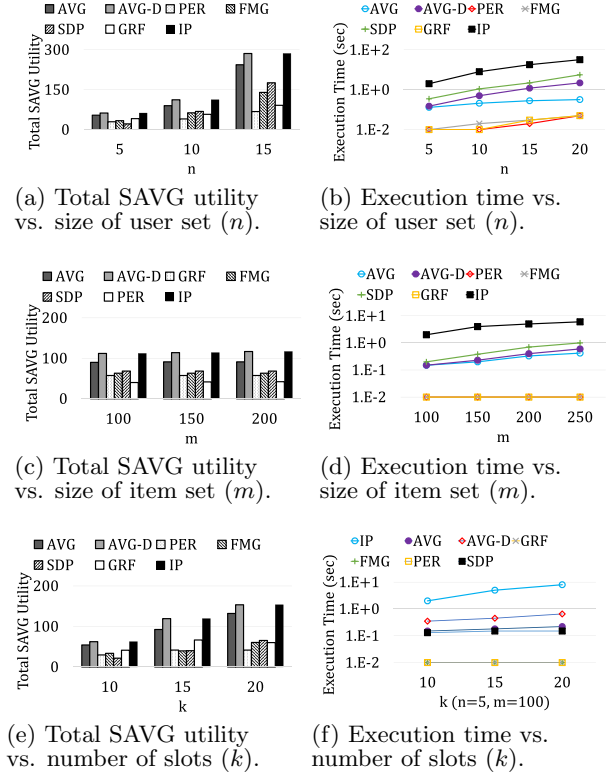 AVG AVG-D PER FMG
SDP GRF IP
Total SAVG Utility
300
150
0
5 10 15
n
AVG AVG-D PER FMG
SDP GRF IP
Execution Time (sec)
1.E+2
1.E+0
1.E-2
5 10 15 20
n
(a) Total SAVG utility
vs. size of user set (n).
(b) Execution time vs.
size of user set (n).
AVG AVG-D GRF FMG
SDP PER IP
Total SAVG Utility
200
100
0
100 150 200
m
AVG AVG-D PER FMG
SDP GRF IP
Execution Time (sec)
1.E+1
1.E+0
1.E-1
1.E-2
100 150 200 250
m
(c) Total SAVG utility
vs. size of item set (m).
(d) Execution time vs.
size of item set (m).
AVG AVG-D PER FMG
SDP GRF IP
Total SAVG Utility
200
100
0
10 15 20
k
IP AVG AVG-D GRF
FMG PER SDP
Execution Time (sec)
1.E+1
1.E+0
1.E-1
1.E-2
10 15 20
k (n=5, m=100)
(e) Total SAVG utility
vs. number of slots (k).
(f) Execution time vs.
number of slots (k).